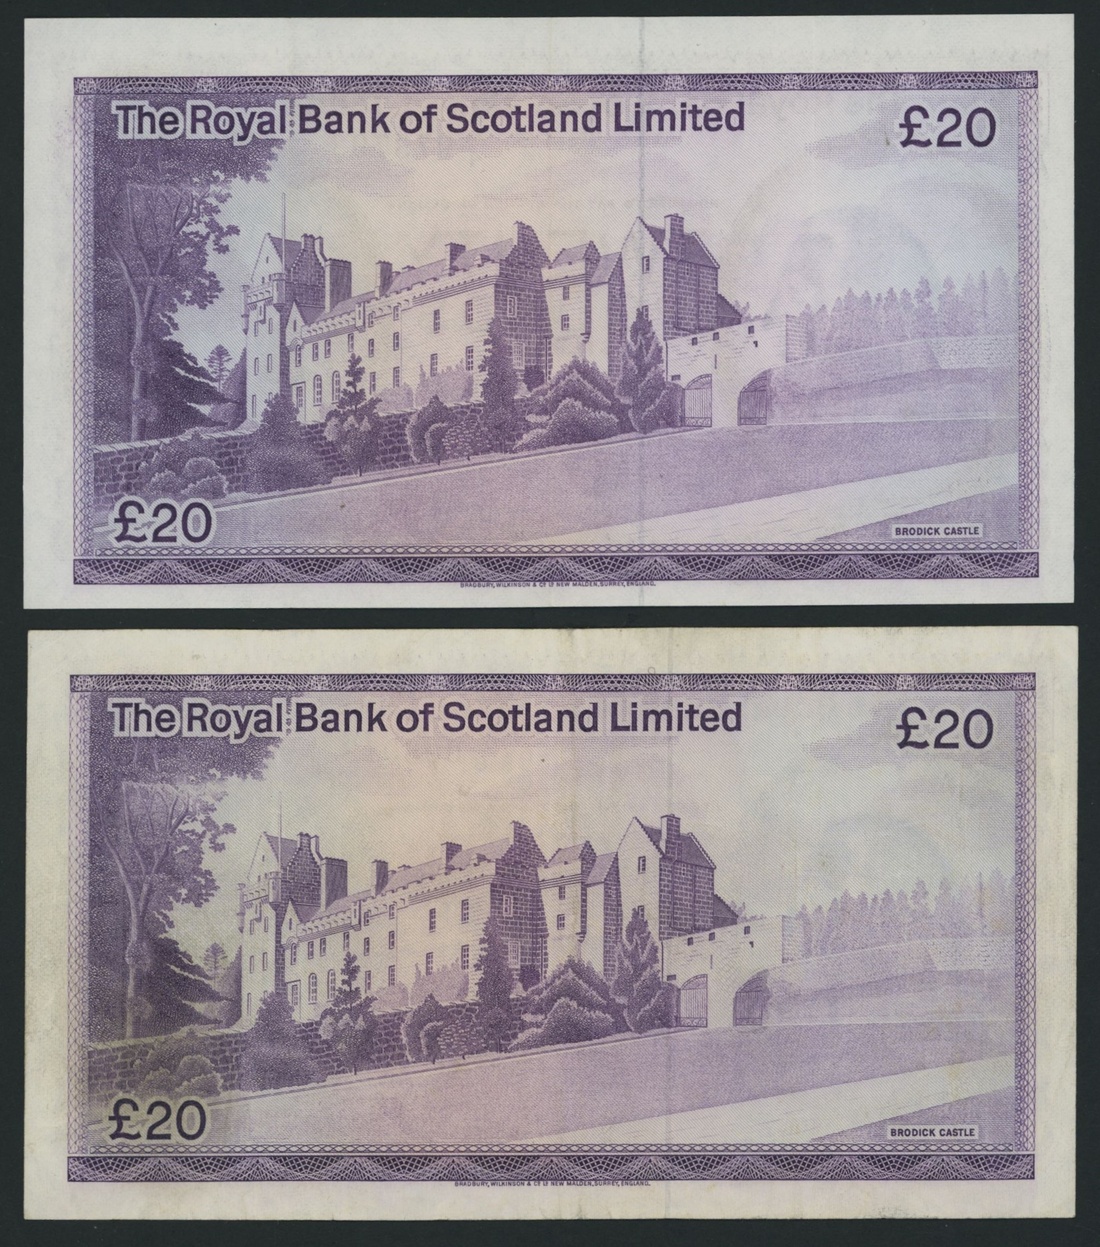 The Royal Bank of Scotland Limited
£20
£20
BRODICK CASTLE
BRADBURY, WILKINSON & Cº Lᴰ NEW MALDEN, SURREY, ENGLAND.
The Royal Bank of Scotland Limited
£20
£20
BRODICK CASTLE
BRADBURY, WILKINSON & Cº Lᴰ NEW MALDEN, SURREY, ENGLAND.